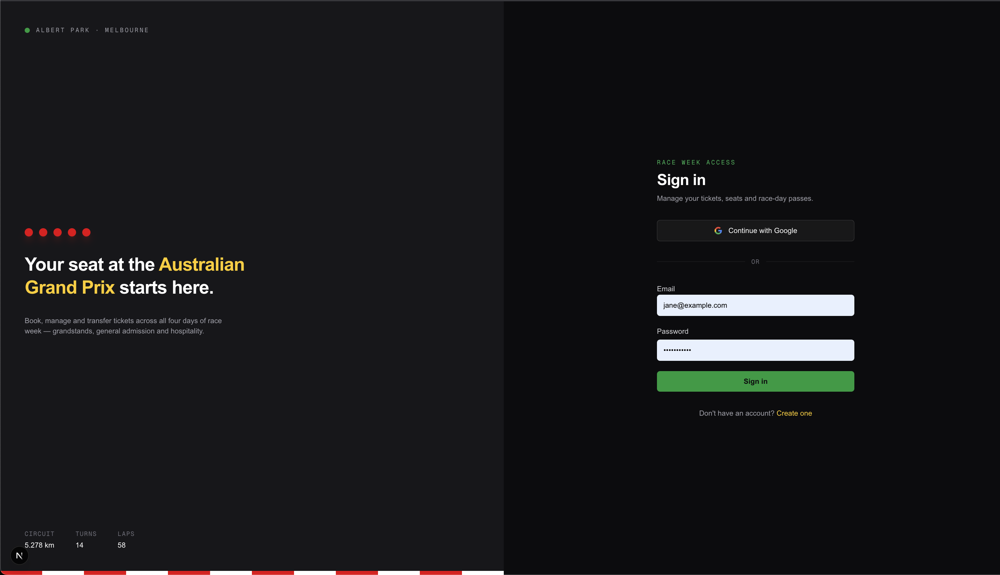 ALBERT PARK · MELBOURNE
Your seat at the Australian
Grand Prix starts here.
Book, manage and transfer tickets across all four days of race
week — grandstands, general admission and hospitality.
CIRCUIT TURNS LAPS
5.278 km 14 58
N
RACE WEEK ACCESS
Sign in
Manage your tickets, seats and race-day passes.
Continue with Google
OR
Email
jane@example.com
Password
•••••••••••
Sign in
Don't have an account? Create one